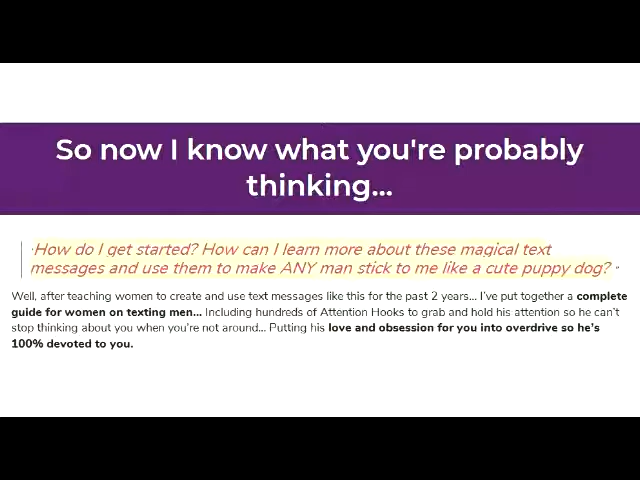 So now I know what you're probably
thinking...
"How do I get started? How can I learn more about these magical text
messages and use them to make ANY man stick to me like a cute puppy dog? "
Well, after teaching women to create and use text messages like this for the past 2 years... I've put together a complete
guide for women on texting men... Including hundreds of Attention Hooks to grab and hold his attention so he can't
stop thinking about you when you're not around... Putting his love and obsession for you into overdrive so he's
100% devoted to you.